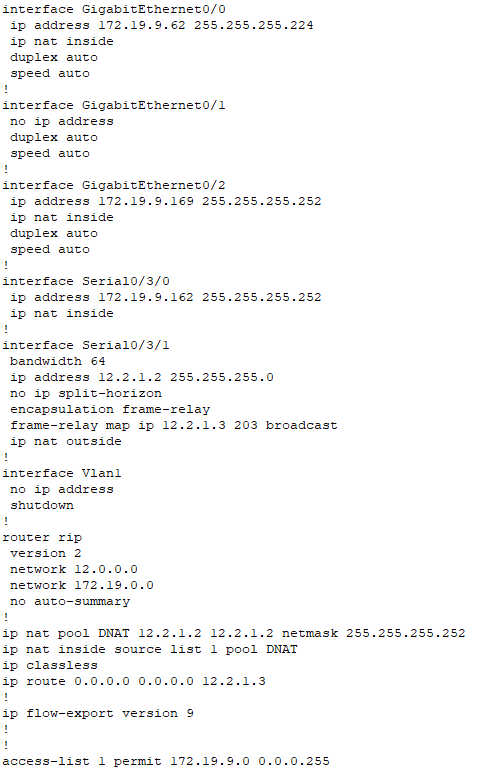 interface GigabitEthernet0/0
 ip address 172.19.9.62 255.255.255.224
 ip nat inside
 duplex auto
 speed auto
!
interface GigabitEthernet0/1
 no ip address
 duplex auto
 speed auto
!
interface GigabitEthernet0/2
 ip address 172.19.9.169 255.255.255.252
 ip nat inside
 duplex auto
 speed auto
!
interface Serial0/3/0
 ip address 172.19.9.162 255.255.255.252
 ip nat inside
!
interface Serial0/3/1
 bandwidth 64
 ip address 12.2.1.2 255.255.255.0
 no ip split-horizon
 encapsulation frame-relay
 frame-relay map ip 12.2.1.3 203 broadcast
 ip nat outside
!
interface Vlan1
 no ip address
 shutdown
!
router rip
 version 2
 network 12.0.0.0
 network 172.19.0.0
 no auto-summary
!
ip nat pool DNAT 12.2.1.2 12.2.1.2 netmask 255.255.255.252
ip nat inside source list 1 pool DNAT
ip classless
ip route 0.0.0.0 0.0.0.0 12.2.1.3
!
ip flow-export version 9
!
!
access-list 1 permit 172.19.9.0 0.0.0.255